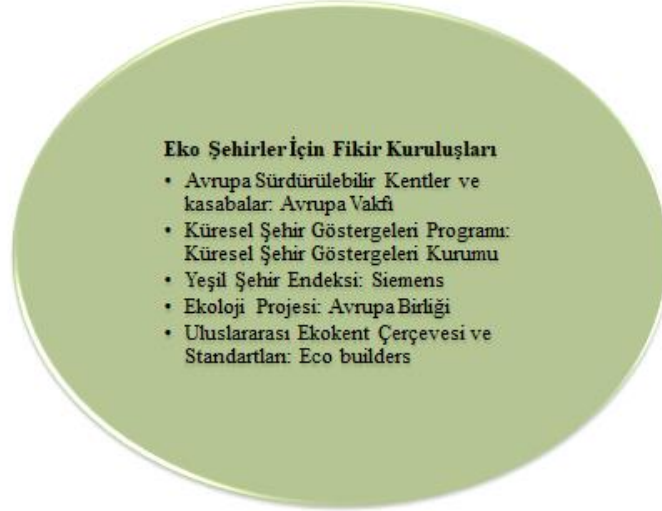 Eko Şehirler İçin Fikir Kuruluşları
• Avrupa Sürdürülebilir Kentler ve
kasabalar: Avrupa Vakfı
• Küresel Şehir Göstergeleri Programı:
Küresel Şehir Göstergeleri Kurumu
• Yeşil Şehir Endeksi: Siemens
• Ekoloji Projesi: Avrupa Birliği
• Uluslararası Ekokent Çerçevesi ve
Standartları: Eco builders